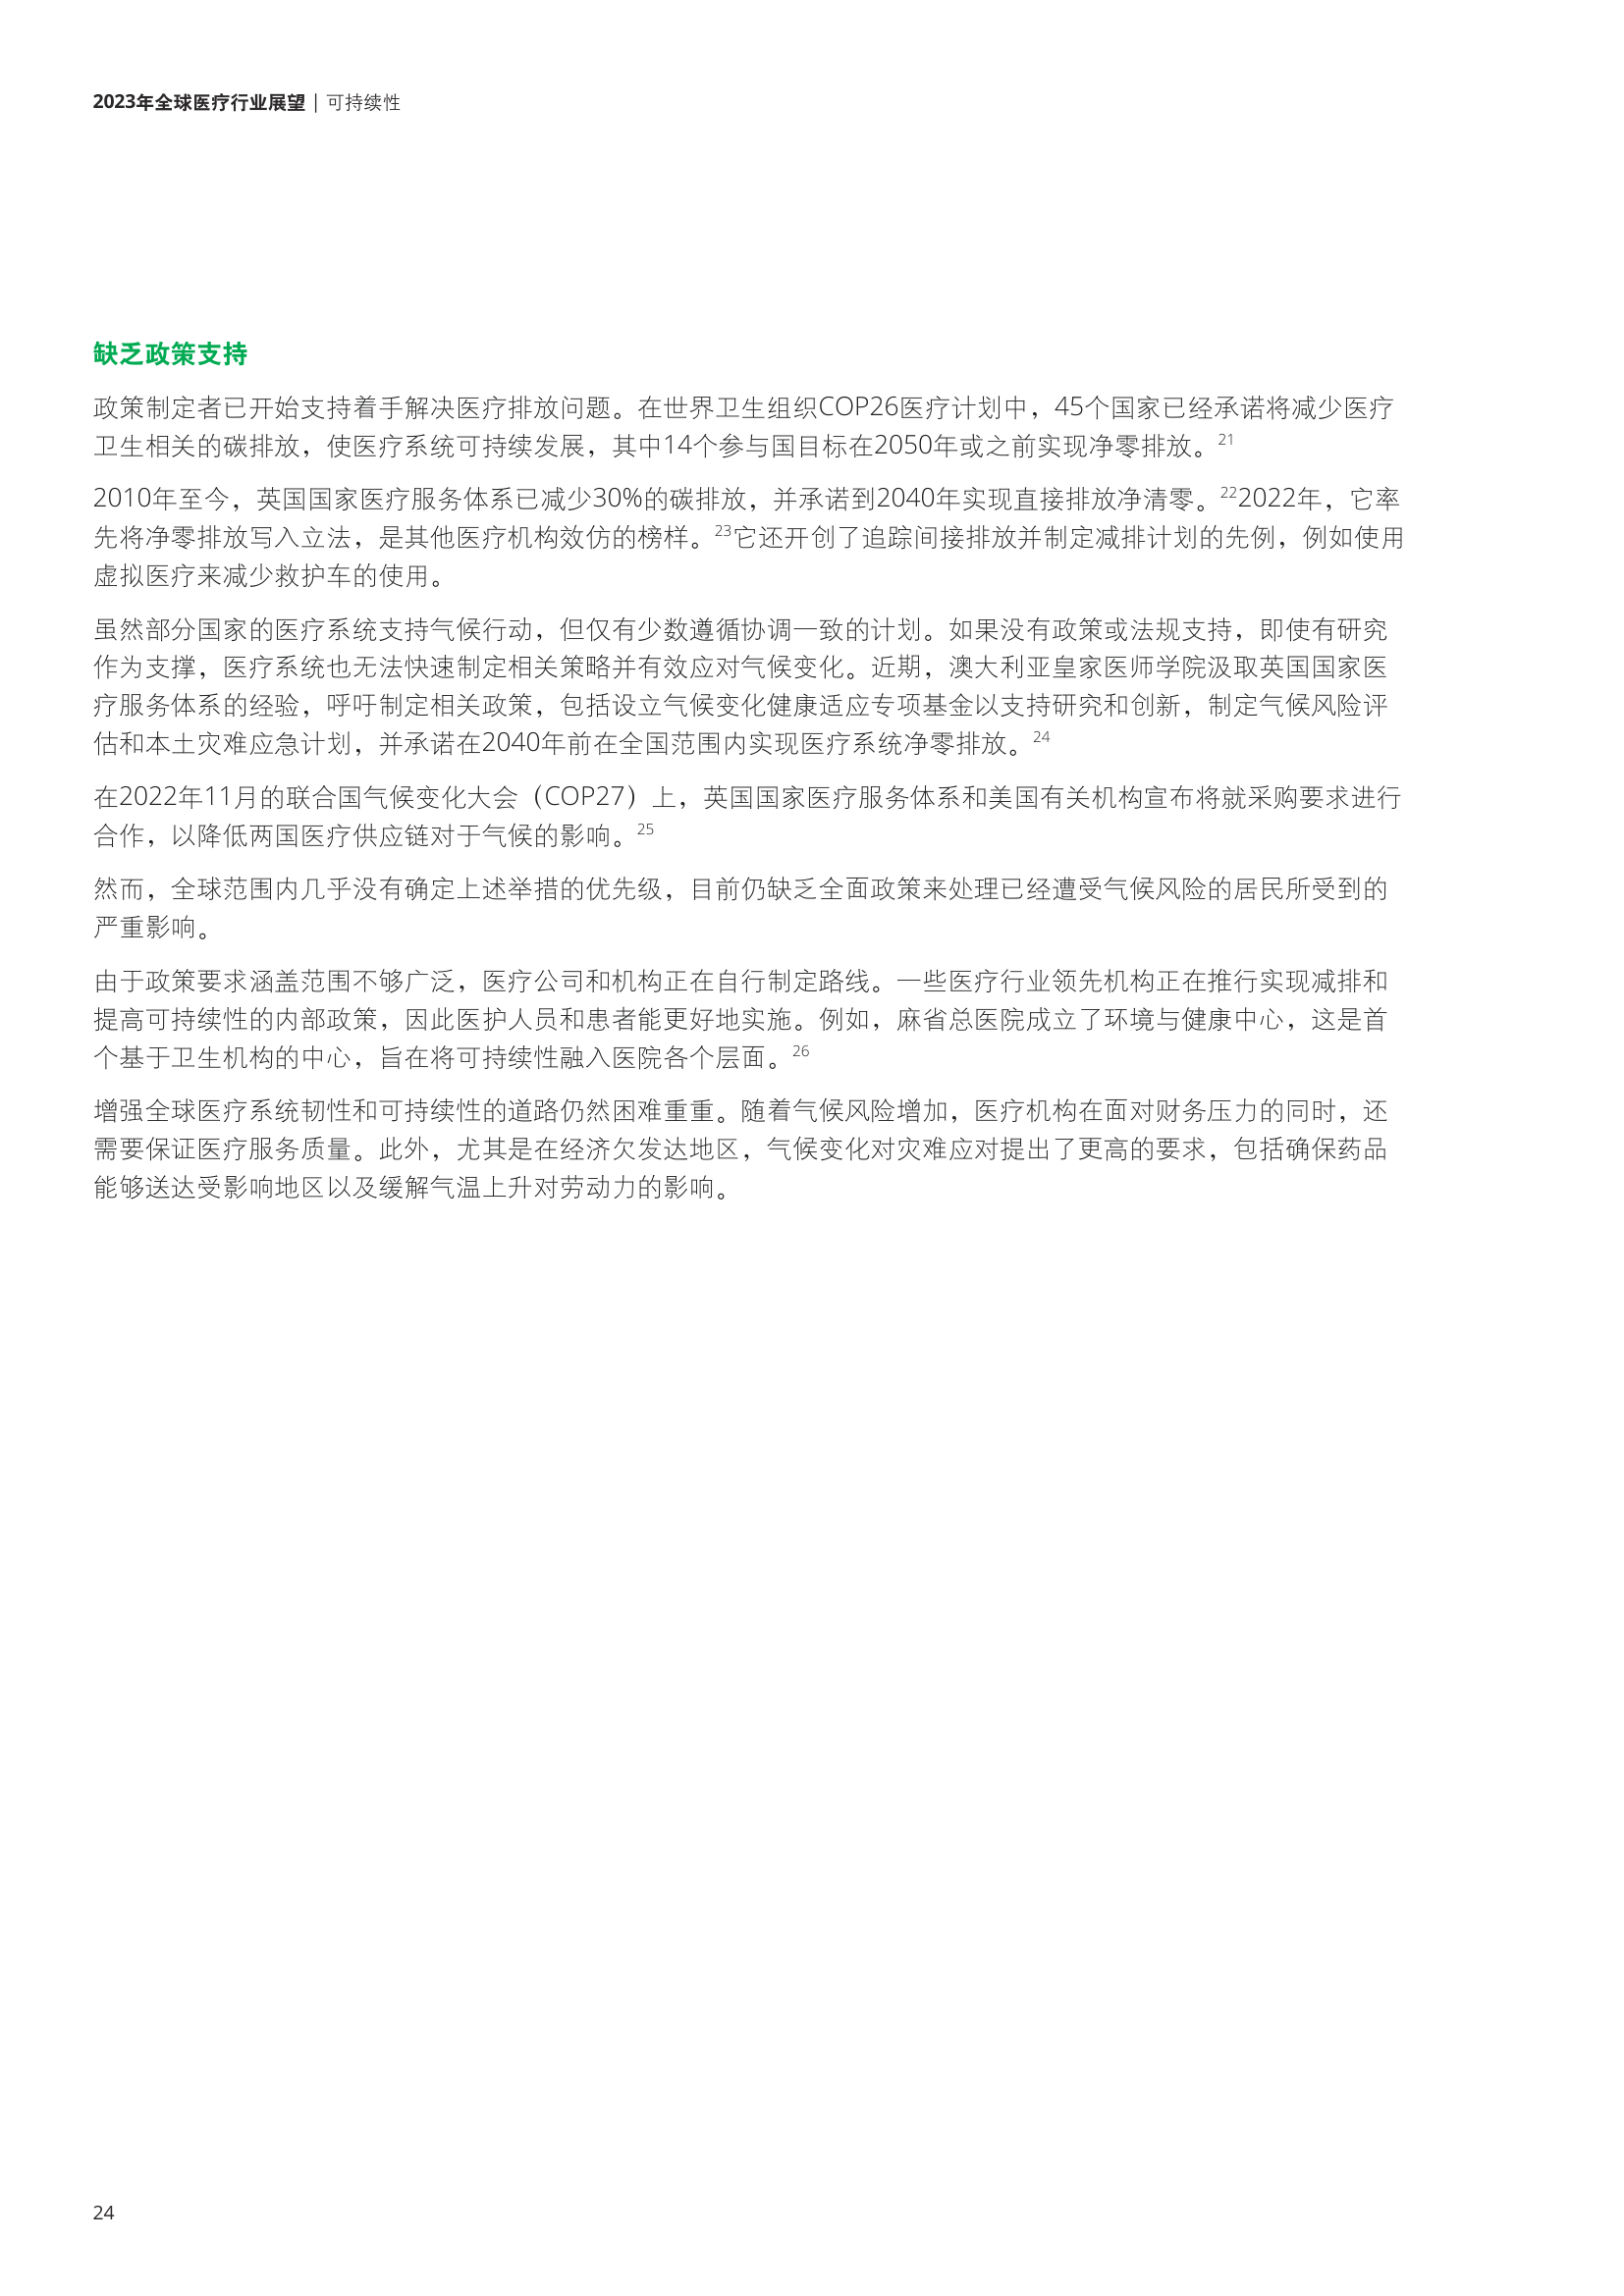 2023年全球医疗行业展望 | 可持续性
缺乏政策支持
政策制定者已开始支持着手解决医疗排放问题。在世界卫生组织COP26医疗计划中，45个国家已经承诺将减少医疗
卫生相关的碳排放，使医疗系统可持续发展，其中14个参与国目标在2050年或之前实现净零排放。21
2010年至今，英国国家医疗服务体系已减少30%的碳排放，并承诺到2040年实现直接排放净清零。222022年，它率
先将净零排放写入立法，是其他医疗机构效仿的榜样。23它还开创了追踪间接排放并制定减排计划的先例，例如使用
虚拟医疗来减少救护车的使用。
虽然部分国家的医疗系统支持气候行动，但仅有少数遵循协调一致的计划。如果没有政策或法规支持，即使有研究
作为支撑，医疗系统也无法快速制定相关策略并有效应对气候变化。近期，澳大利亚皇家医师学院汲取英国国家医
疗服务体系的经验，呼吁制定相关政策，包括设立气候变化健康适应专项基金以支持研究和创新，制定气候风险评
估和本土灾难应急计划，并承诺在2040年前在全国范围内实现医疗系统净零排放。24
在2022年11月的联合国气候变化大会（COP27）上，英国国家医疗服务体系和美国有关机构宣布将就采购要求进行
合作，以降低两国医疗供应链对于气候的影响。25
然而，全球范围内几乎没有确定上述举措的优先级，目前仍缺乏全面政策来处理已经遭受气候风险的居民所受到的
严重影响。
由于政策要求涵盖范围不够广泛，医疗公司和机构正在自行制定路线。一些医疗行业领先机构正在推行实现减排和
提高可持续性的内部政策，因此医护人员和患者能更好地实施。例如，麻省总医院成立了环境与健康中心，这是首
个基于卫生机构的中心，旨在将可持续性融入医院各个层面。26
增强全球医疗系统韧性和可持续性的道路仍然困难重重。随着气候风险增加，医疗机构在面对财务压力的同时，还
需要保证医疗服务质量。此外，尤其是在经济欠发达地区，气候变化对灾难应对提出了更高的要求，包括确保药品
能够送达受影响地区以及缓解气温上升对劳动力的影响。
24